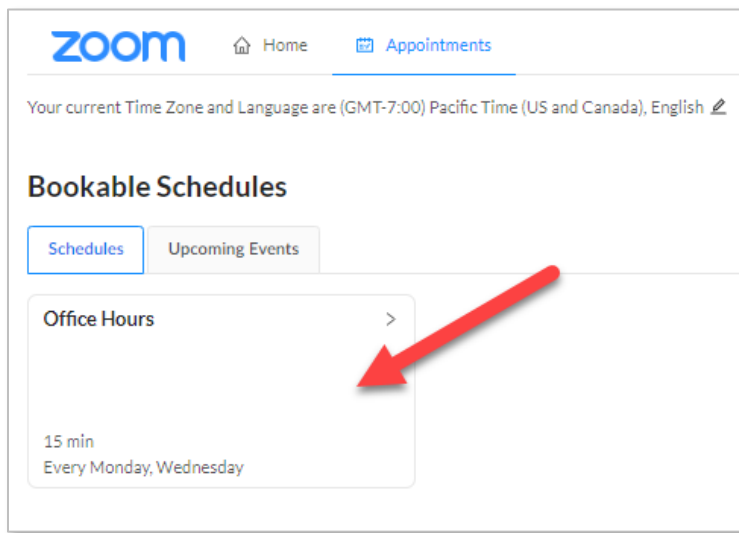 zoom Home Appointments
Your current Time Zone and Language are (GMT-7:00) Pacific Time (US and Canada), English
Bookable Schedules
Schedules Upcoming Events
Office Hours >
15 min
Every Monday, Wednesday